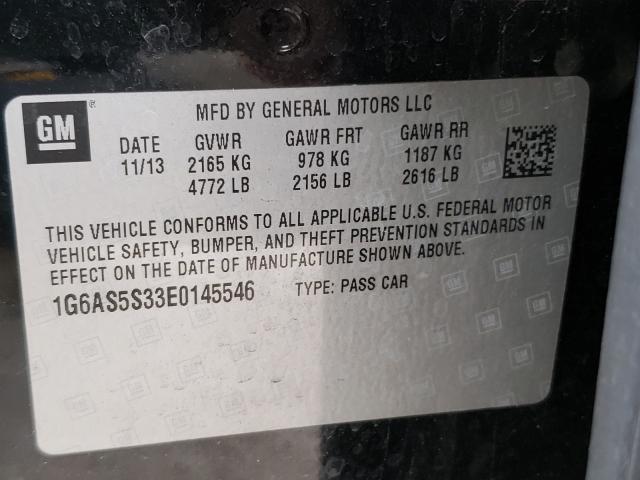 GM ®
MFD BY GENERAL MOTORS LLC
DATE GVWR GAWR FRT GAWR RR
11/13 2165 KG 978 KG 1187 KG
4772 LB 2156 LB 2616 LB
THIS VEHICLE CONFORMS TO ALL APPLICABLE U.S. FEDERAL MOTOR
VEHICLE SAFETY, BUMPER, AND THEFT PREVENTION STANDARDS IN
EFFECT ON THE DATE OF MANUFACTURE SHOWN ABOVE.
1G6AS5S33E0145546 TYPE: PASS CAR